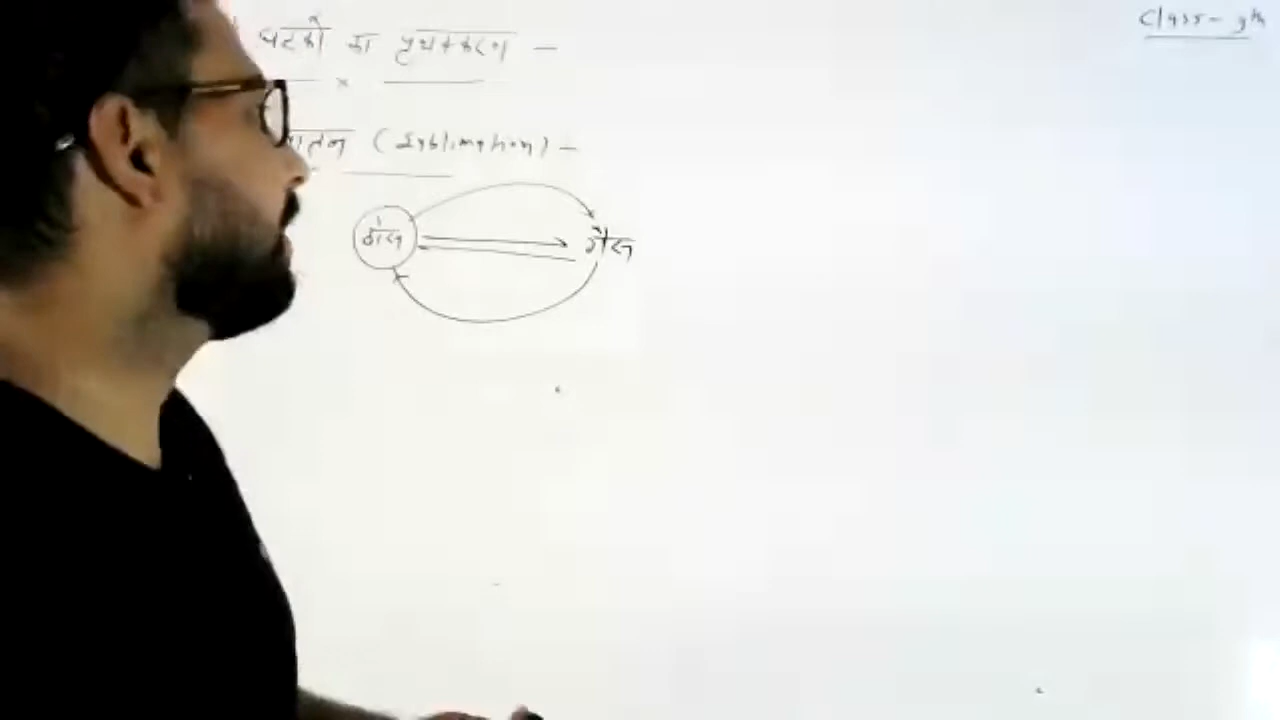 Class - 9th
घटकों का पृथक्करण -
(Sublimation) -
ठोस
गैस